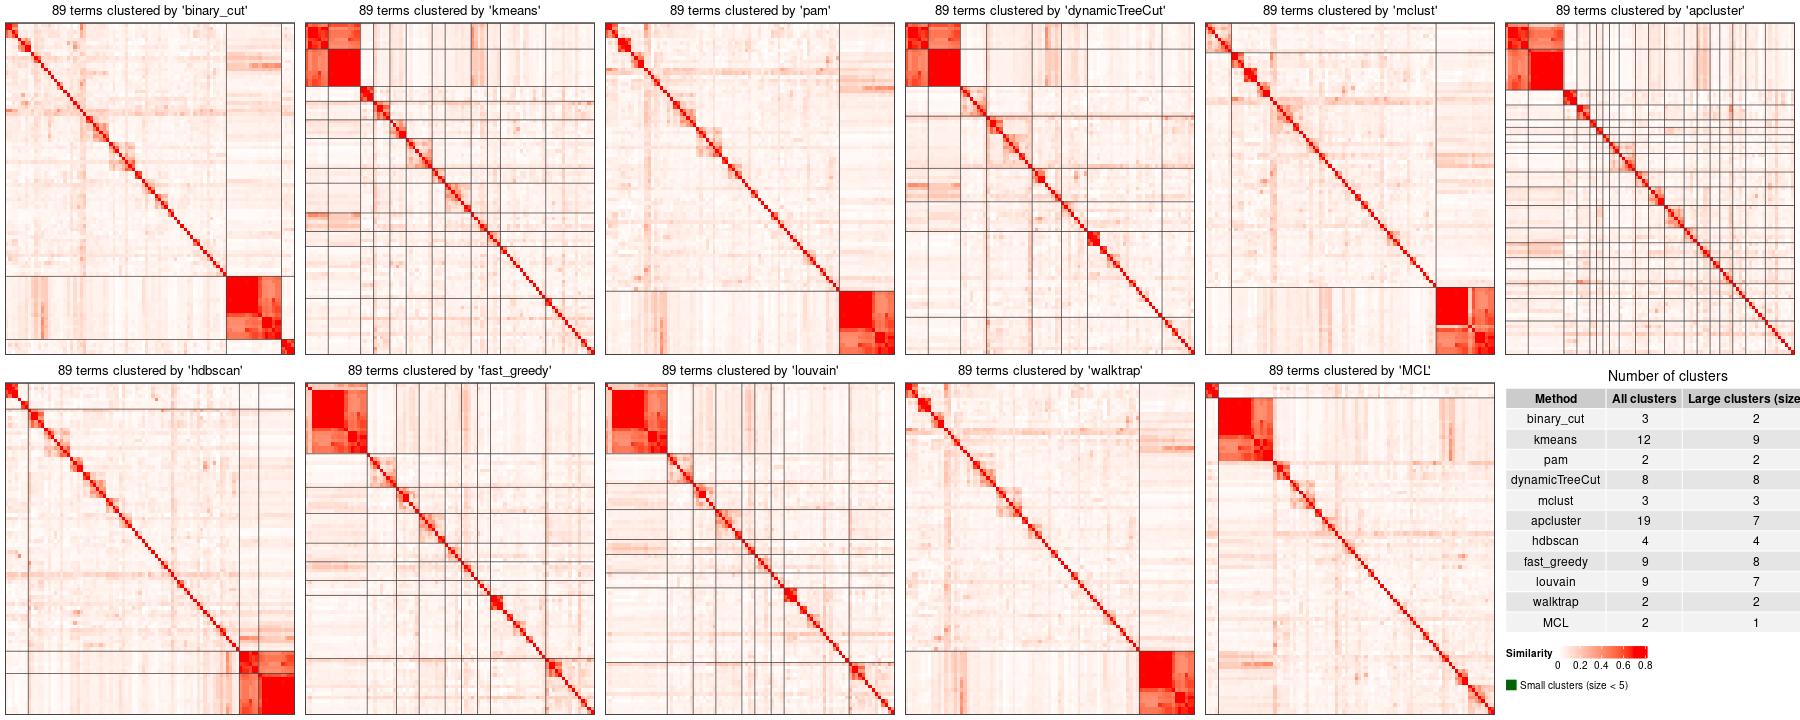 89 terms clustered by 'binary_cut'
89 terms clustered by 'kmeans'
89 terms clustered by 'pam'
89 terms clustered by 'dynamicTreeCut'
89 terms clustered by 'mclust'
89 terms clustered by 'apcluster'
89 terms clustered by 'hdbscan'
89 terms clustered by 'fast_greedy'
89 terms clustered by 'louvain'
89 terms clustered by 'walktrap'
89 terms clustered by 'MCL'
Number of clusters
Method All clusters Large clusters (size
binary_cut 3 2
kmeans 12 9
pam 2 2
dynamicTreeCut 8 8
mclust 3 3
apcluster 19 7
hdbscan 4 4
fast_greedy 9 8
louvain 9 7
walktrap 2 2
MCL 2 1
Similarity
0 0.2 0.4 0.6 0.8
Small clusters (size < 5)